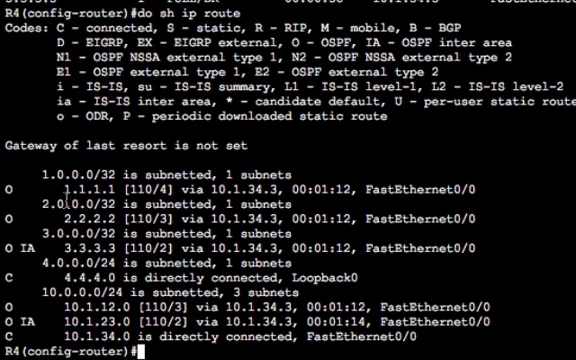 R4(config-router)#do sh ip route
Codes: C - connected, S - static, R - RIP, M - mobile, B - BGP
D - EIGRP, EX - EIGRP external, O - OSPF, IA - OSPF inter area
N1 - OSPF NSSA external type 1, N2 - OSPF NSSA external type 2
E1 - OSPF external type 1, E2 - OSPF external type 2
i - IS-IS, su - IS-IS summary, L1 - IS-IS level-1, L2 - IS-IS level-2
ia - IS-IS inter area, * - candidate default, U - per-user static route
o - ODR, P - periodic downloaded static route
Gateway of last resort is not set
1.0.0.0/32 is subnetted, 1 subnets
O 1.1.1.1 [110/4] via 10.1.34.3, 00:01:12, FastEthernet0/0
2.0.0.0/32 is subnetted, 1 subnets
O 2.2.2.2 [110/3] via 10.1.34.3, 00:01:12, FastEthernet0/0
3.0.0.0/32 is subnetted, 1 subnets
O IA 3.3.3.3 [110/2] via 10.1.34.3, 00:01:12, FastEthernet0/0
4.0.0.0/24 is subnetted, 1 subnets
C 4.4.4.0 is directly connected, Loopback0
10.0.0.0/24 is subnetted, 3 subnets
O 10.1.12.0 [110/3] via 10.1.34.3, 00:01:12, FastEthernet0/0
O IA 10.1.23.0 [110/2] via 10.1.34.3, 00:01:14, FastEthernet0/0
C 10.1.34.0 is directly connected, FastEthernet0/0
R4(config-router)#